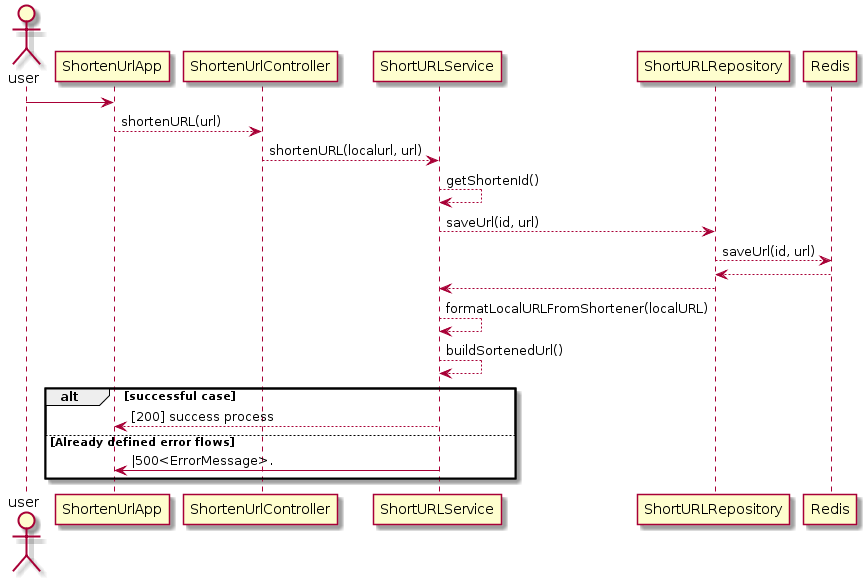 user
ShortenUrlApp
ShortenUrlController
ShortURLService
ShortURLRepository
Redis
shortenURL(url)
shortenURL(localurl, url)
getShortenId()
saveUrl(id, url)
saveUrl(id, url)
formatLocalURLFromShortener(localURL)
buildSortenedUrl()
alt
[successful case]
[200] success process
[Already defined error flows]
|500<ErrorMessage>.
user
ShortenUrlApp
ShortenUrlController
ShortURLService
ShortURLRepository
Redis